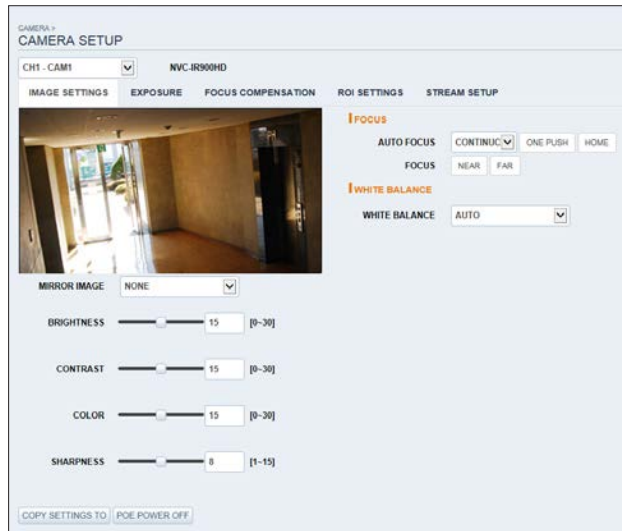 CAMERA >
CAMERA SETUP
CH1 - CAM1 NVC-IR900HD
IMAGE SETTINGS EXPOSURE FOCUS COMPENSATION ROI SETTINGS STREAM SETUP
FOCUS
AUTO FOCUS CONTINUC ONE PUSH HOME
FOCUS NEAR FAR
WHITE BALANCE
WHITE BALANCE AUTO
MIRROR IMAGE NONE
BRIGHTNESS 15 [0~30]
CONTRAST 15 [0~30]
COLOR 15 [0~30]
SHARPNESS 8 [1~15]
COPY SETTINGS TO POE POWER OFF